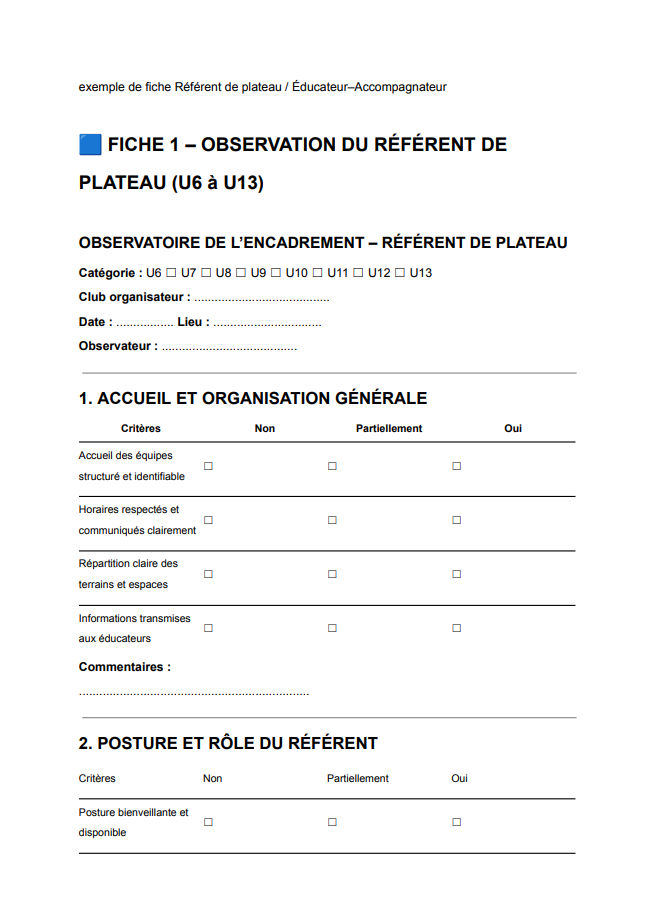 exemple de fiche Référent de plateau / Éducateur–Accompagnateur
🟦 FICHE 1 – OBSERVATION DU RÉFÉRENT DE
PLATEAU (U6 à U13)
OBSERVATOIRE DE L’ENCADREMENT – RÉFÉRENT DE PLATEAU
Catégorie : U6 ☐ U7 ☐ U8 ☐ U9 ☐ U10 ☐ U11 ☐ U12 ☐ U13
Club organisateur : ........................................
Date : ................. Lieu : ................................
Observateur : ........................................
1. ACCUEIL ET ORGANISATION GÉNÉRALE
Critères Non Partiellement Oui
Accueil des équipes
structuré et identifiable ☐ ☐ ☐
Horaires respectés et
communiqués clairement ☐ ☐ ☐
Répartition claire des
terrains et espaces ☐ ☐ ☐
Informations transmises
aux éducateurs ☐ ☐ ☐
Commentaires :
....................................................................
2. POSTURE ET RÔLE DU RÉFÉRENT
Critères Non Partiellement Oui
Posture bienveillante et
disponible ☐ ☐ ☐